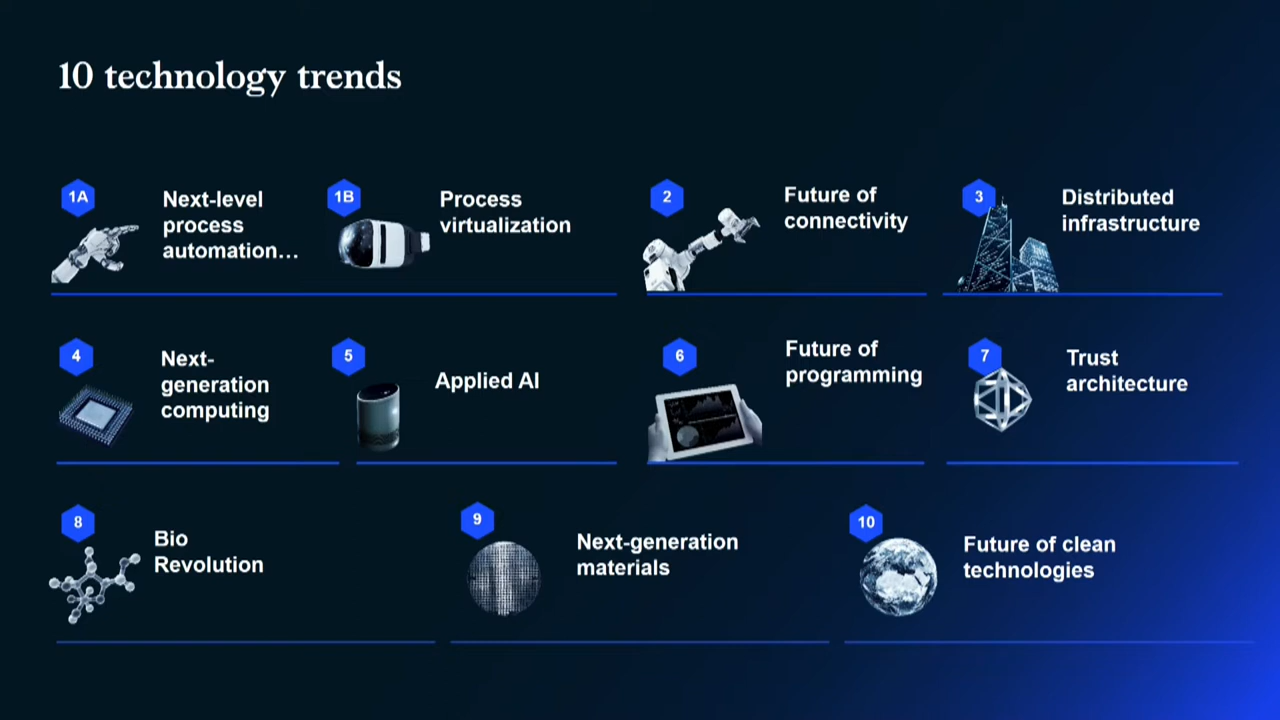 10 technology trends
1A
Next-level
process
automation...
1B
Process
virtualization
2
Future of
connectivity
3
Distributed
infrastructure
4
Next-
generation
computing
5
Applied AI
6
Future of
programming
7
Trust
architecture
8
Bio
Revolution
9
Next-generation
materials
10
Future of clean
technologies